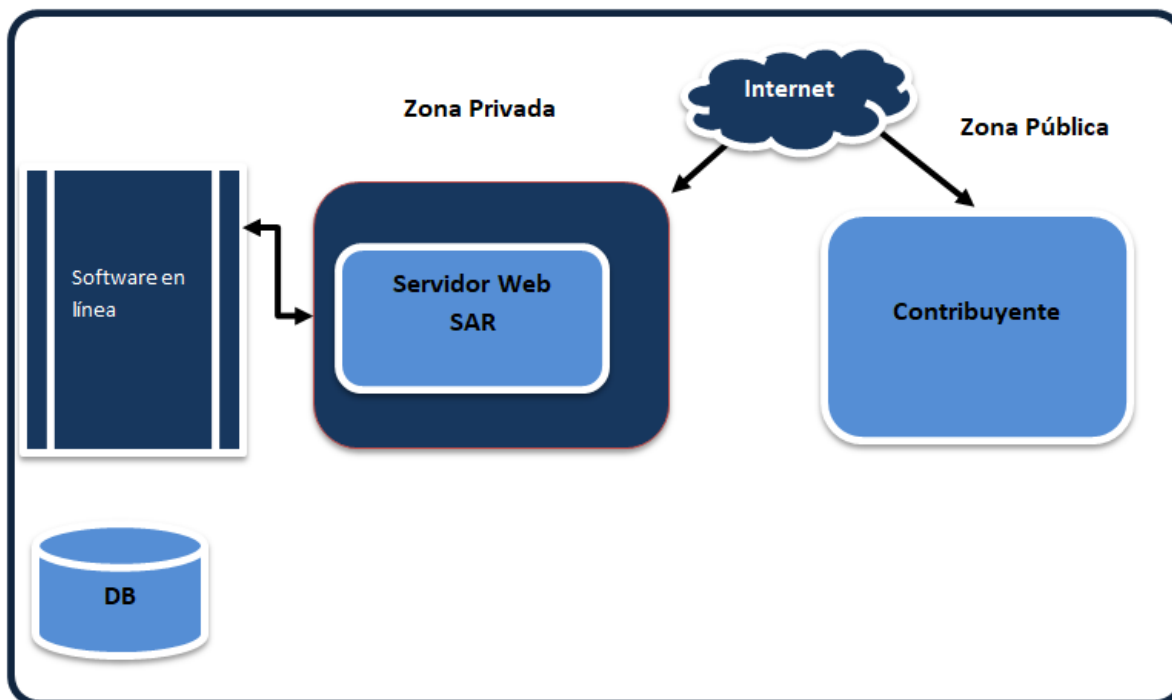 Internet
Zona Privada
Zona Pública
Software en
línea
Servidor Web
SAR
Contribuyente
DB